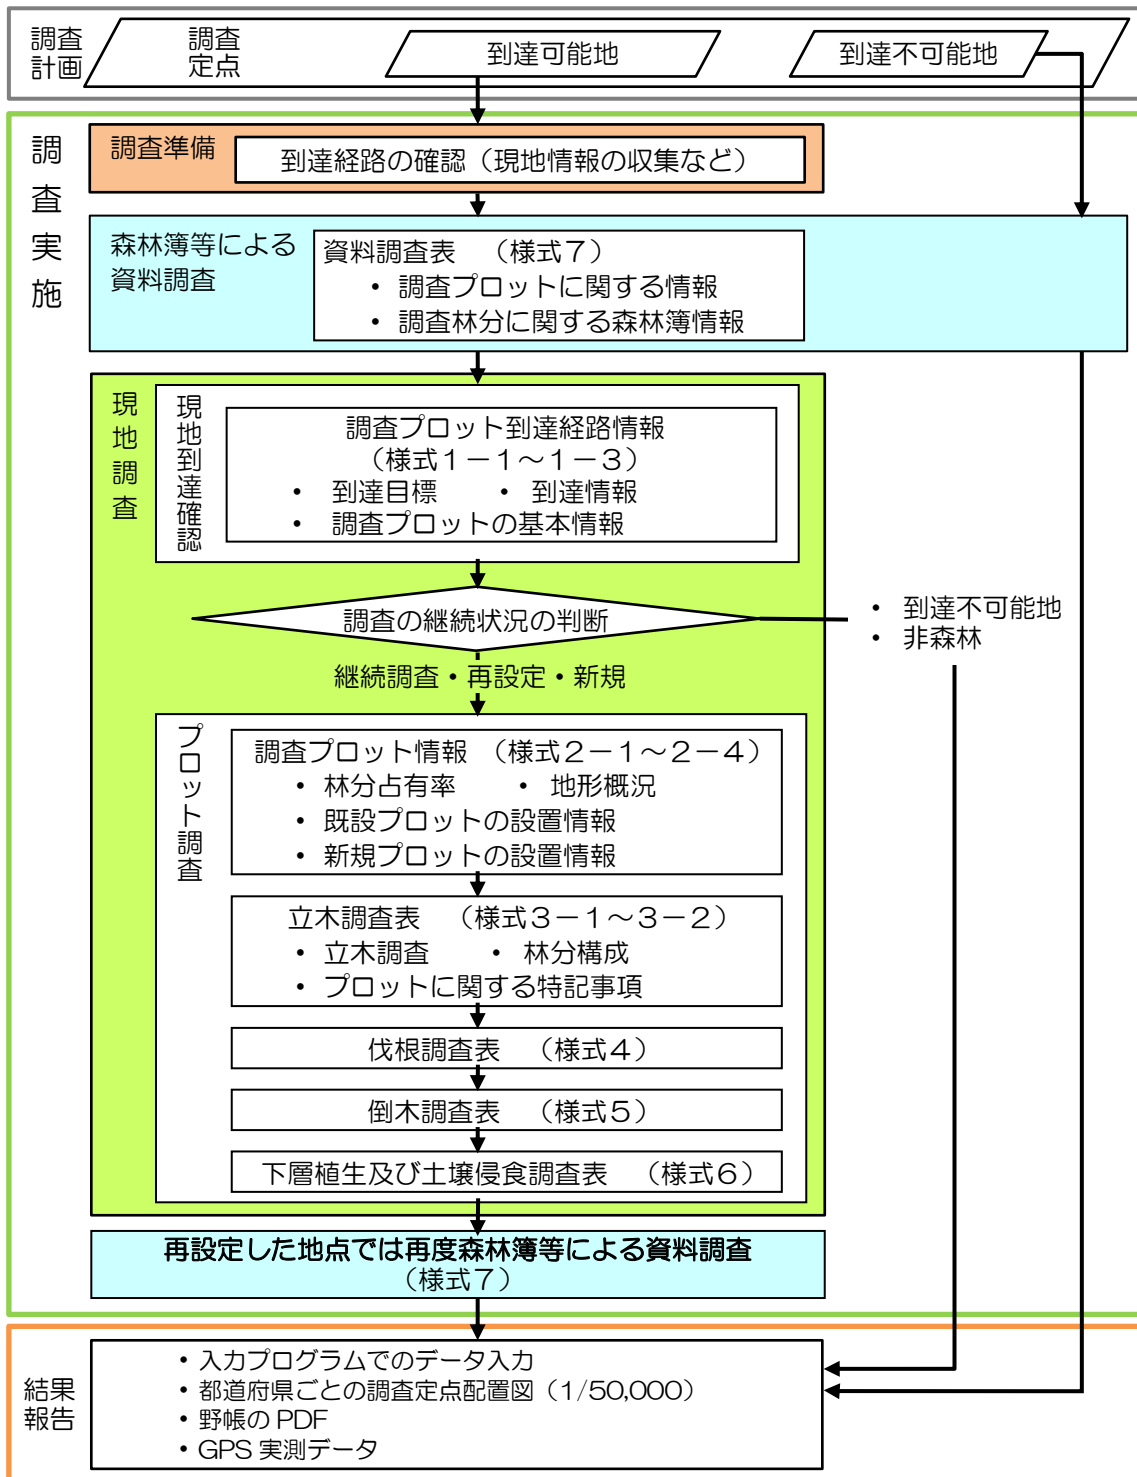 調査
計画
調査
定点
到達可能地
到達不可能地
調査実施
調査準備
到達経路の確認（現地情報の収集など）
森林簿等による
資料調査
資料調査表　（様式７）
・ 調査プロットに関する情報
・ 調査林分に関する森林簿情報
現地調査
現地到達確認
調査プロット到達経路情報
（様式１－１～１－３）
・ 到達目標　・ 到達情報
・ 調査プロットの基本情報
調査の継続状況の判断
・ 到達不可能地
・ 非森林
継続調査・再設定・新規
プロット調査
調査プロット情報　（様式２－１～２－４）
・ 林分占有率　・ 地形概況
・ 既設プロットの設置情報
・ 新規プロットの設置情報
立木調査表　（様式３－１～３－２）
・ 立木調査　・ 林分構成
・ プロットに関する特記事項
伐根調査表　（様式４）
倒木調査表　（様式５）
下層植生及び土壌侵食調査表　（様式６）
再設定した地点では再度森林簿等による資料調査
（様式７）
結果
報告
・ 入力プログラムでのデータ入力
・ 都道府県ごとの調査定点配置図（1/50,000）
・ 野帳の PDF
・ GPS 実測データ